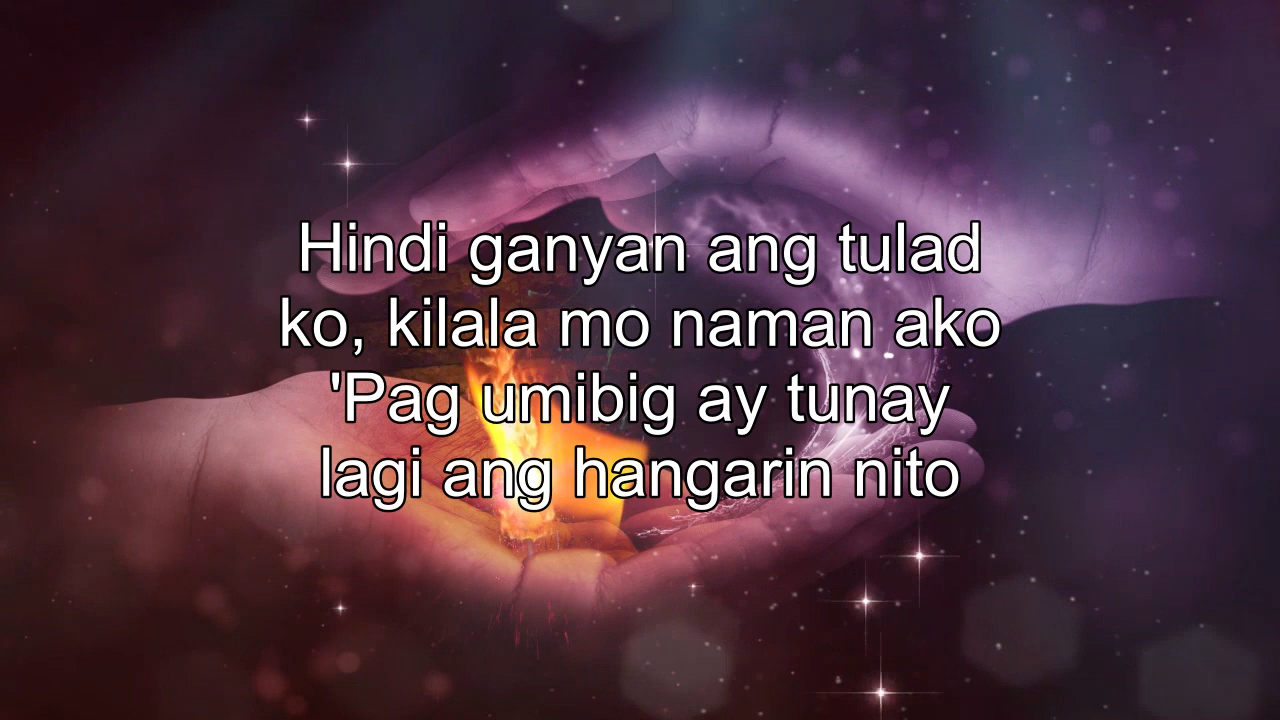 Hindi ganyan ang tulad
ko, kilala mo naman ako
'Pag umibig ay tunay
lagi ang hangarin nito